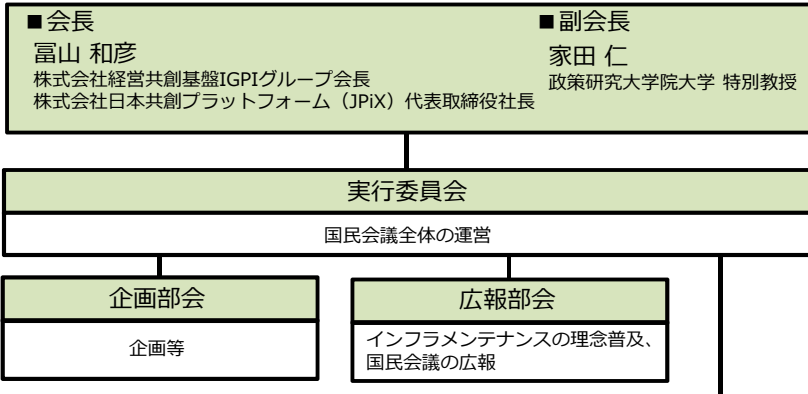 ■会長
冨山 和彦
株式会社経営共創基盤IGPIグループ会長
株式会社日本共創プラットフォーム（JPiX）代表取締役社長
■副会長
家田 仁
政策研究大学院大学 特別教授
実行委員会
国民会議全体の運営
企画部会
企画等
広報部会
インフラメンテナンスの理念普及、
国民会議の広報